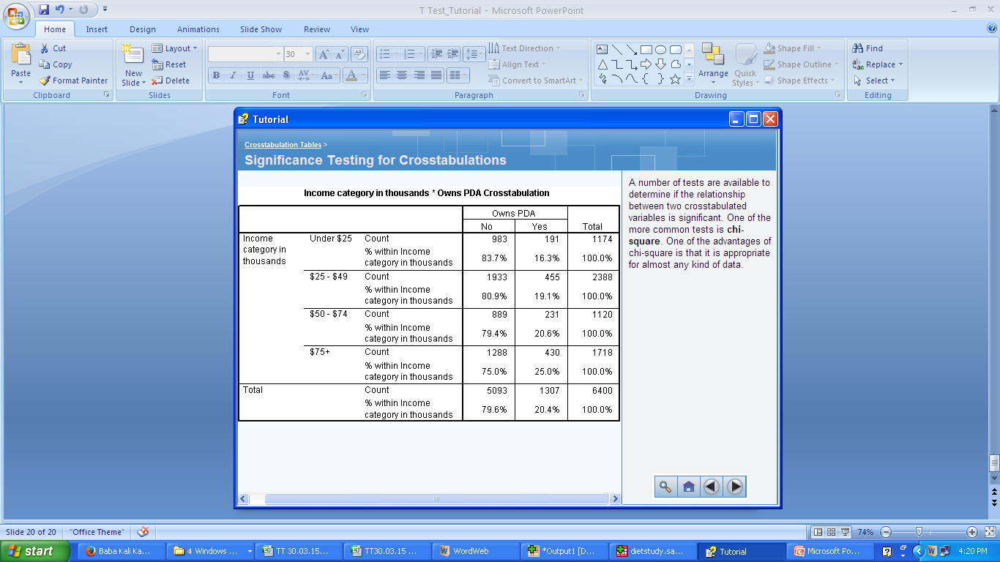 T Test_Tutorial - Microsoft PowerPoint
Home Insert Design Animations Slide Show Review View
Paste
Cut
Copy
Format Painter
Clipboard
New Slide
Layout
Reset
Delete
Slides
30
B I U abc S AV Aa A
Font
Text Direction
Align Text
Convert to SmartArt
Paragraph
Arrange
Quick Styles
Shape Fill
Shape Outline
Shape Effects
Drawing
Find
Replace
Select
Editing
Tutorial
Crosstabulation Tables >
Significance Testing for Crosstabulations
Income category in thousands * Owns PDA Crosstabulation
Owns PDA
No Yes Total
Income category in thousands
Under $25 Count 983 191 1174
% within Income category in thousands 83.7% 16.3% 100.0%
$25 - $49 Count 1933 455 2388
% within Income category in thousands 80.9% 19.1% 100.0%
$50 - $74 Count 889 231 1120
% within Income category in thousands 79.4% 20.6% 100.0%
$75+ Count 1288 430 1718
% within Income category in thousands 75.0% 25.0% 100.0%
Total Count 5093 1307 6400
% within Income category in thousands 79.6% 20.4% 100.0%
A number of tests are available to
determine if the relationship
between two crosstabulated
variables is significant. One of the
more common tests is chi-
square. One of the advantages of
chi-square is that it is appropriate
for almost any kind of data.
Slide 20 of 20 "Office Theme" 74%
start Baba Kali Ka... 4 Windows ... TT 30.03.15... TT30.03.15 ... WordWeb *Output1 [D... dietstudy.sa... Tutorial Microsoft Po... 4:20 PM